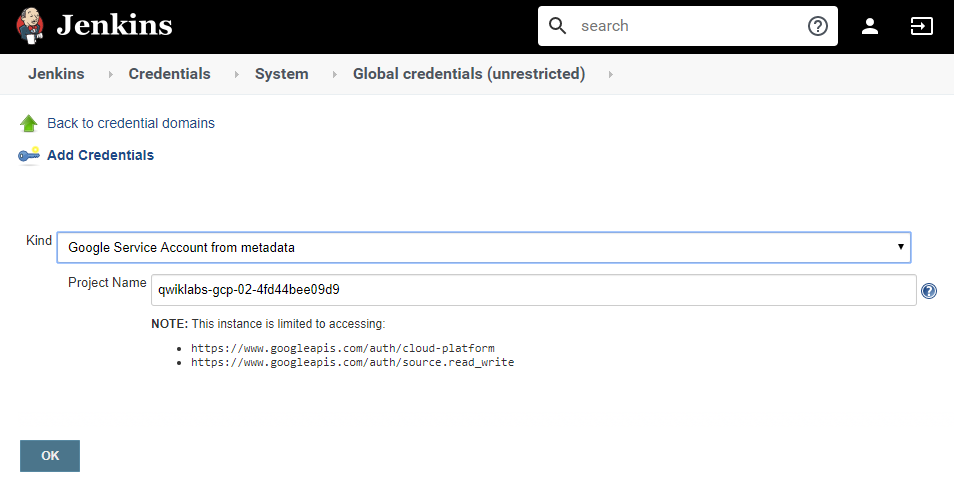 Jenkins
search
Jenkins Credentials System Global credentials (unrestricted)
Back to credential domains
Add Credentials
Kind Google Service Account from metadata
Project Name qwiklabs-gcp-02-4fd44bee09d9
NOTE: This instance is limited to accessing:
• https://www.googleapis.com/auth/cloud-platform
• https://www.googleapis.com/auth/source.read_write
OK